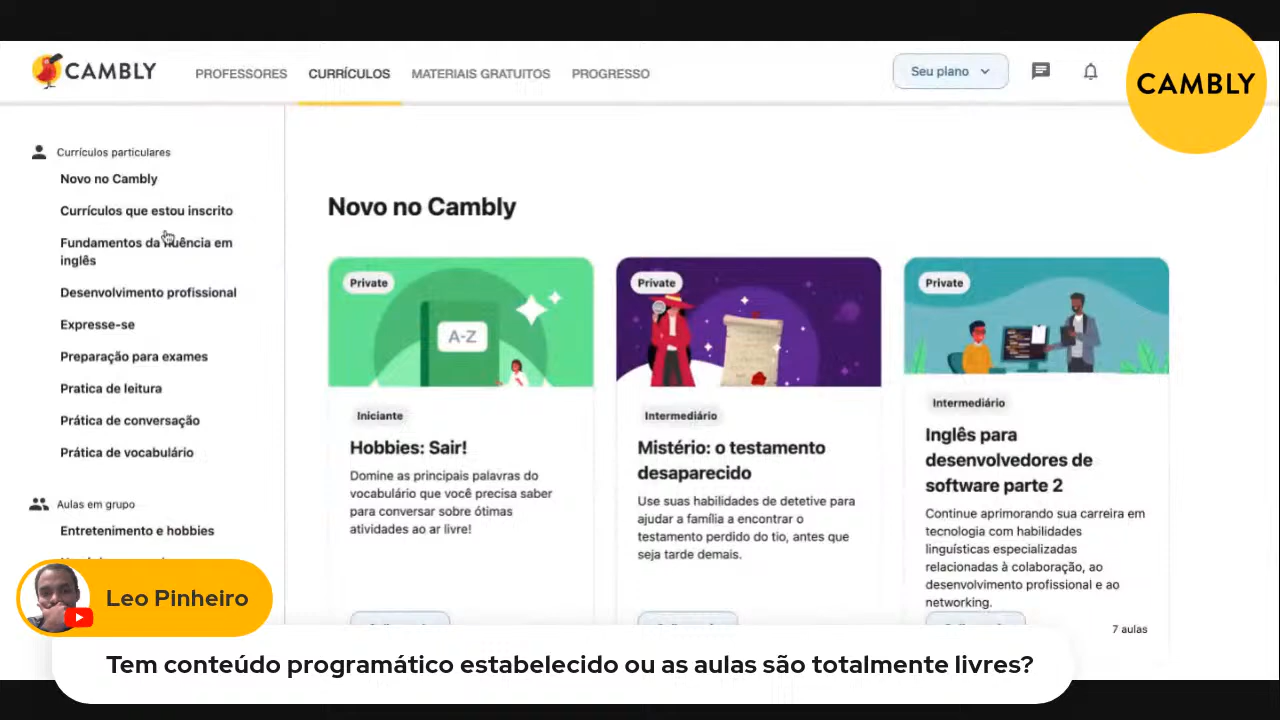 CAMBLY
PROFESSORES
CURRÍCULOS
MATERIAIS GRATUITOS
PROGRESSO
Seu plano
CAMBLY
Currículos particulares
Novo no Cambly
Currículos que estou inscrito
Fundamentos da fluência em
inglês
Desenvolvimento profissional
Expresse-se
Preparação para exames
Pratica de leitura
Prática de conversação
Prática de vocabulário
Aulas em grupo
Entretenimento e hobbies
Novo no Cambly
Private
A-Z
Iniciante
Hobbies: Sair!
Domine as principais palavras do
vocabulário que você precisa saber
para conversar sobre ótimas
atividades ao ar livre!
Private
Intermediário
Mistério: o testamento
desaparecido
Use suas habilidades de detetive para
ajudar a família a encontrar o
testamento perdido do tio, antes que
seja tarde demais.
Private
Intermediário
Inglês para
desenvolvedores de
software parte 2
Continue aprimorando sua carreira em
tecnologia com habilidades
linguísticas especializadas
relacionadas à colaboração, ao
desenvolvimento profissional e ao
networking.
7 aulas
Leo Pinheiro
Tem conteúdo programático estabelecido ou as aulas são totalmente livres?